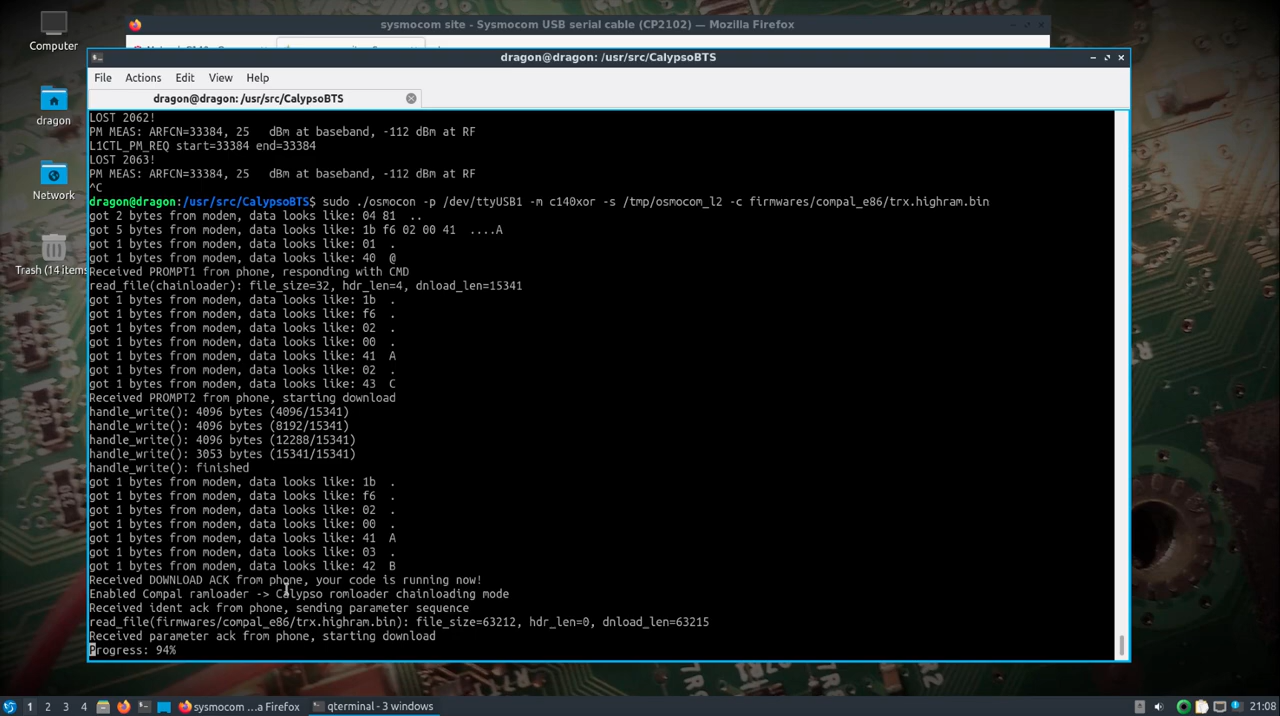 sysmocom site - Sysmocom USB serial cable (CP2102) — Mozilla Firefox
Computer
dragon@dragon: /usr/src/CalypsoBTS
File Actions Edit View Help
dragon@dragon: /usr/src/CalypsoBTS
dragon
Network
Trash (14 items
LOST 2062!
PM MEAS: ARFCN=33384, 25   dBm at baseband, -112 dBm at RF
L1CTL_PM_REQ start=33384 end=33384
LOST 2063!
PM MEAS: ARFCN=33384, 25   dBm at baseband, -112 dBm at RF
^C
dragon@dragon:/usr/src/CalypsoBTS$ sudo ./osmocon -p /dev/ttyUSB1 -m c140xor -s /tmp/osmocom_l2 -c firmwares/compal_e86/trx.highram.bin
got 2 bytes from modem, data looks like: 04 81  ..
got 5 bytes from modem, data looks like: 1b f6 02 00 41  ....A
got 1 bytes from modem, data looks like: 01  .
got 1 bytes from modem, data looks like: 40  @
Received PROMPT1 from phone, responding with CMD
read_file(chainloader): file_size=32, hdr_len=4, dnload_len=15341
got 1 bytes from modem, data looks like: 1b  .
got 1 bytes from modem, data looks like: f6  .
got 1 bytes from modem, data looks like: 02  .
got 1 bytes from modem, data looks like: 00  .
got 1 bytes from modem, data looks like: 41  A
got 1 bytes from modem, data looks like: 02  .
got 1 bytes from modem, data looks like: 43  C
Received PROMPT2 from phone, starting download
handle_write(): 4096 bytes (4096/15341)
handle_write(): 4096 bytes (8192/15341)
handle_write(): 4096 bytes (12288/15341)
handle_write(): 3053 bytes (15341/15341)
handle_write(): finished
got 1 bytes from modem, data looks like: 1b  .
got 1 bytes from modem, data looks like: f6  .
got 1 bytes from modem, data looks like: 02  .
got 1 bytes from modem, data looks like: 00  .
got 1 bytes from modem, data looks like: 41  A
got 1 bytes from modem, data looks like: 03  .
got 1 bytes from modem, data looks like: 42  B
Received DOWNLOAD ACK from phone, your code is running now!
Enabled Compal ramloader -> Calypso romloader chainloading mode
Received ident ack from phone, sending parameter sequence
read_file(firmwares/compal_e86/trx.highram.bin): file_size=63212, hdr_len=0, dnload_len=63215
Received parameter ack from phone, starting download
Progress: 94%
1 2 3 4 sysmocom ...a Firefox qterminal - 3 windows 21:08